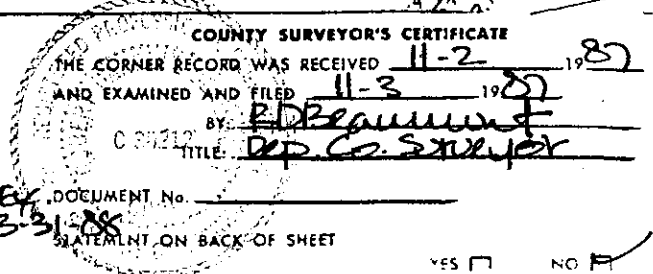 COUNTY SURVEYOR'S CERTIFICATE
THE CORNER RECORD WAS RECEIVED 11-2 1987
AND EXAMINED AND FILED 11-3 1987
BY: RDBeaumont
TITLE: Dep. Co. Surveyor
DOCUMENT No.
3-31-88
STATEMENT ON BACK OF SHEET
YES NO